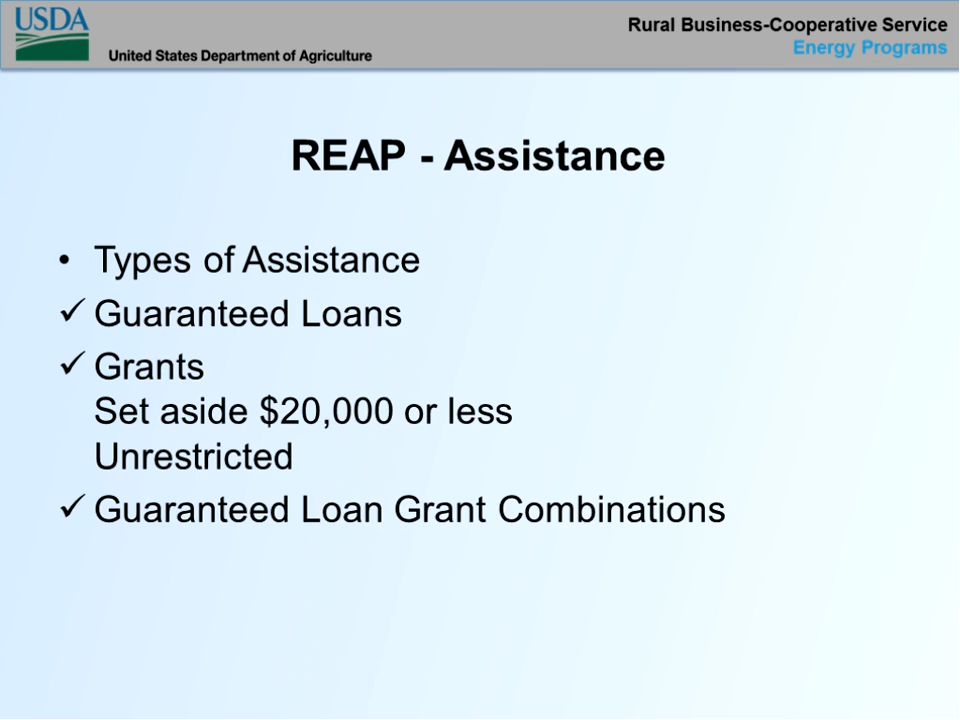 USDA
United States Department of Agriculture
Rural Business-Cooperative Service
Energy Programs
REAP - Assistance
• Types of Assistance
✓ Guaranteed Loans
✓ Grants
Set aside $20,000 or less
Unrestricted
✓ Guaranteed Loan Grant Combinations